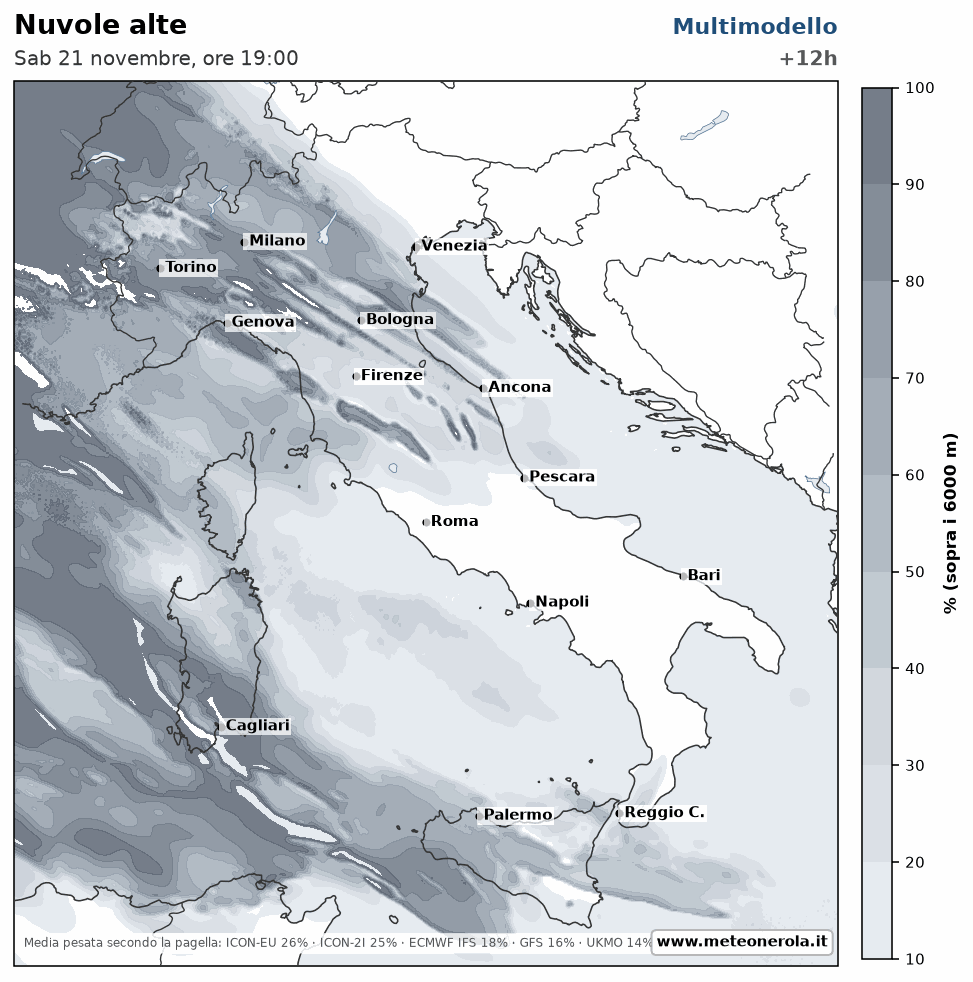 Nuvole alte
Multimodello
Sab 21 novembre, ore 19:00
+12h
100
90
80
70
60
50
40
30
20
10
% (sopra i 6000 m)
Milano
Venezia
Torino
Genova
Bologna
Firenze
Ancona
Pescara
Roma
Bari
Napoli
Cagliari
Palermo
Reggio C.
Media pesata secondo la pagella: ICON-EU 26% · ICON-2I 25% · ECMWF IFS 18% · GFS 16% · UKMO 14%
www.meteonerola.it